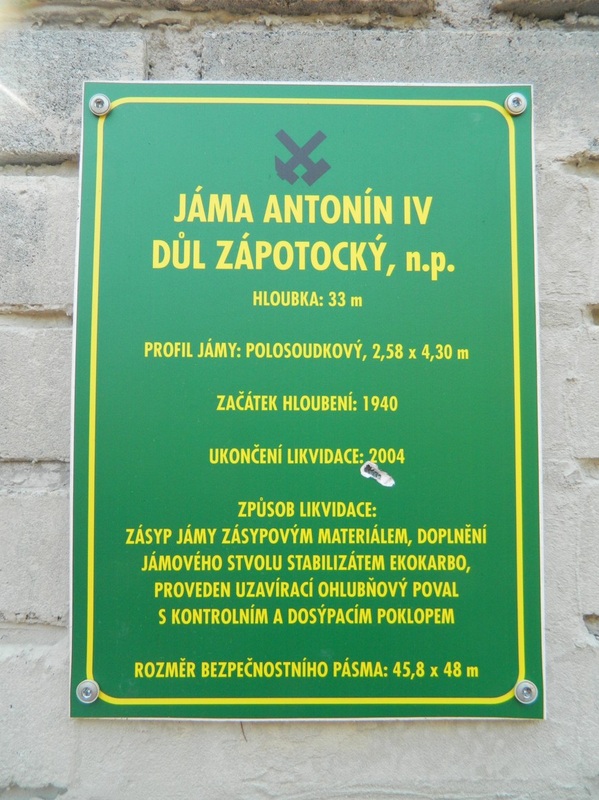 JÁMA ANTONÍN IV
DŮL ZÁPOTOCKÝ, n.p.
HLOUBKA: 33 m
PROFIL JÁMY: POLOSOUDKOVÝ, 2,58 x 4,30 m
ZAČÁTEK HLOUBENÍ: 1940
UKONČENÍ LIKVIDACE: 2004
ZPŮSOB LIKVIDACE:
ZÁSYP JÁMY ZÁSYPOVÝM MATERIÁLEM, DOPLNĚNÍ
JÁMOVÉHO STVOLU STABILIZÁTEM EKOKARBO,
PROVEDEN UZAVÍRACÍ OHLUBŇOVÝ POVAL
S KONTROLNÍM A DOSÝPACÍM POKLOPEM
ROZMĚR BEZPEČNOSTNÍHO PÁSMA: 45,8 x 48 m